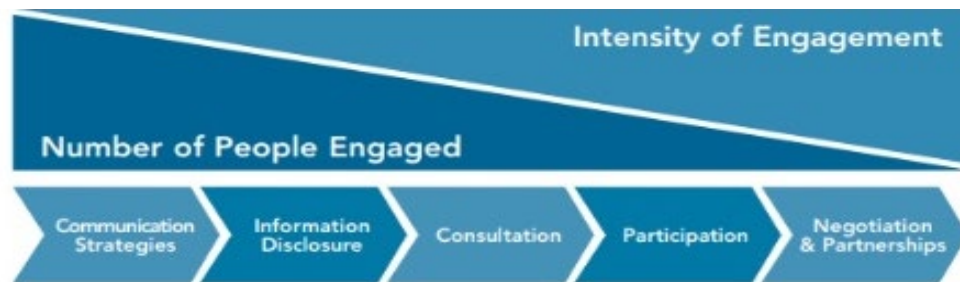 Intensity of Engagement
Number of People Engaged
Communication
Strategies
Information
Disclosure
Consultation
Participation
Negotiation
& Partnerships